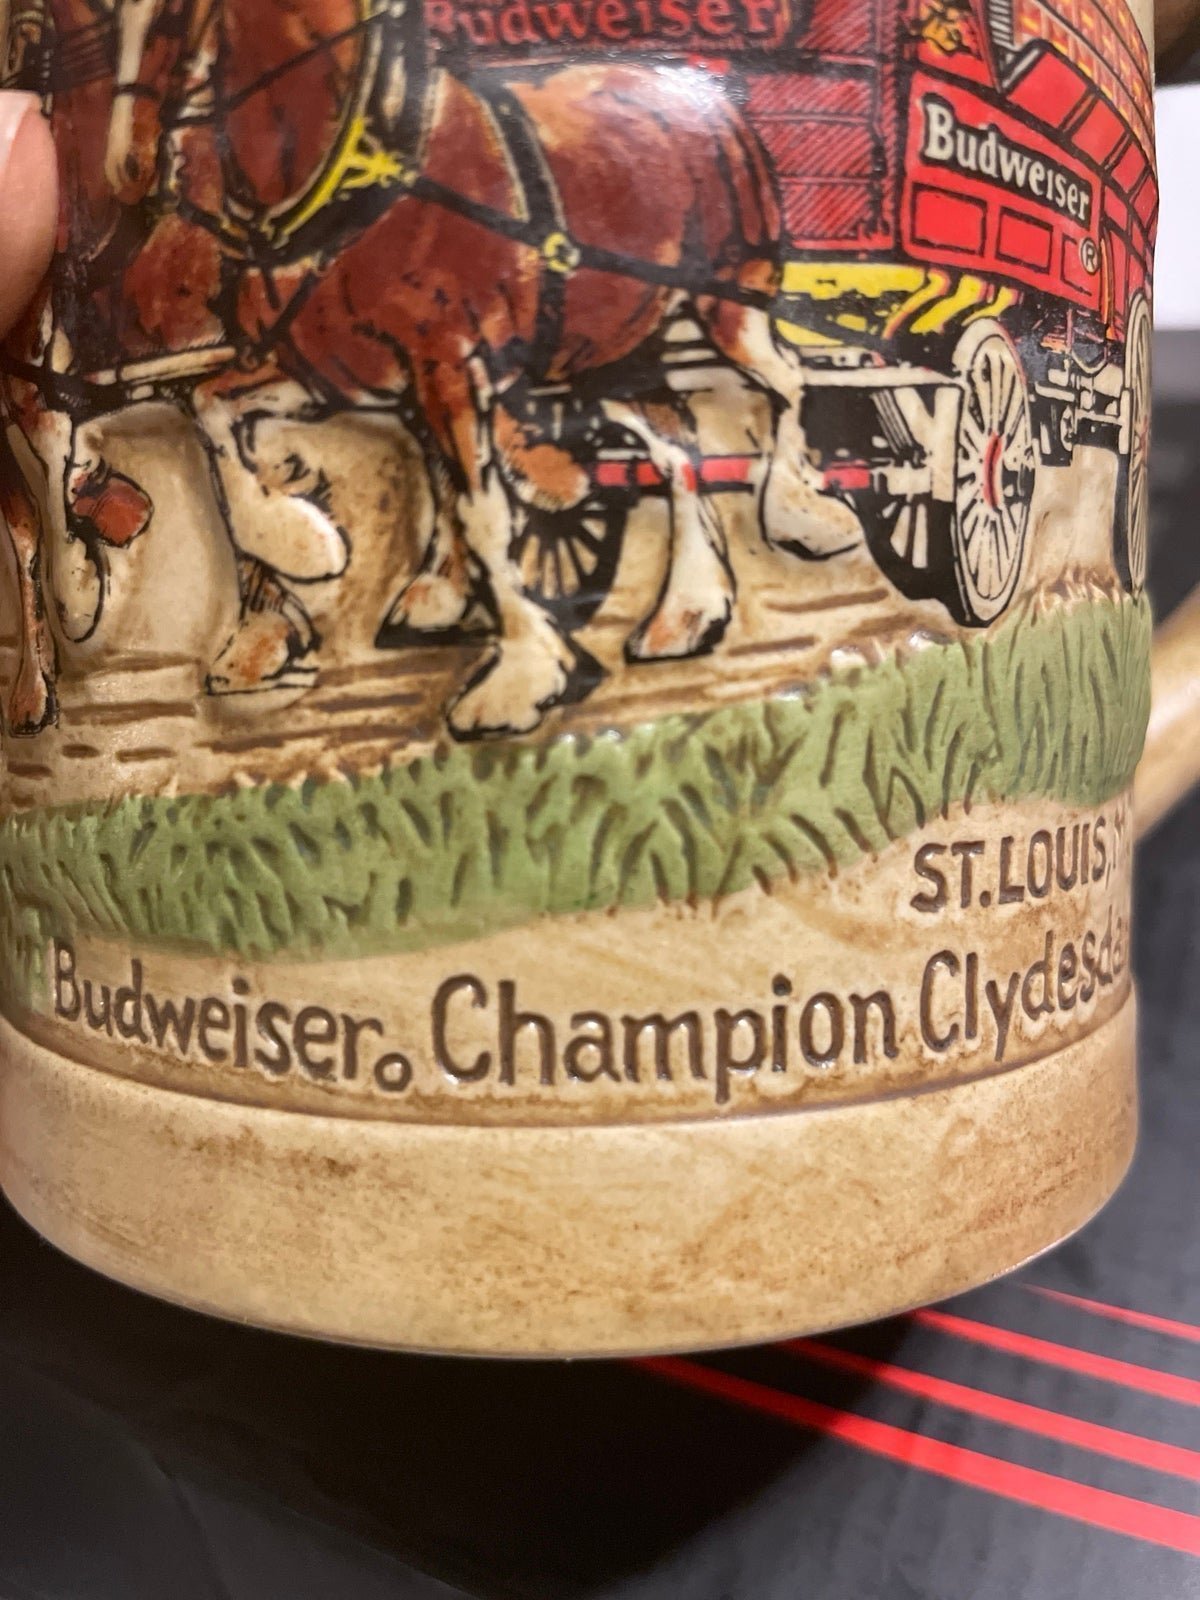 Budweiser
Budweiser
®
ST. LOUIS,
Budweiser. Champion